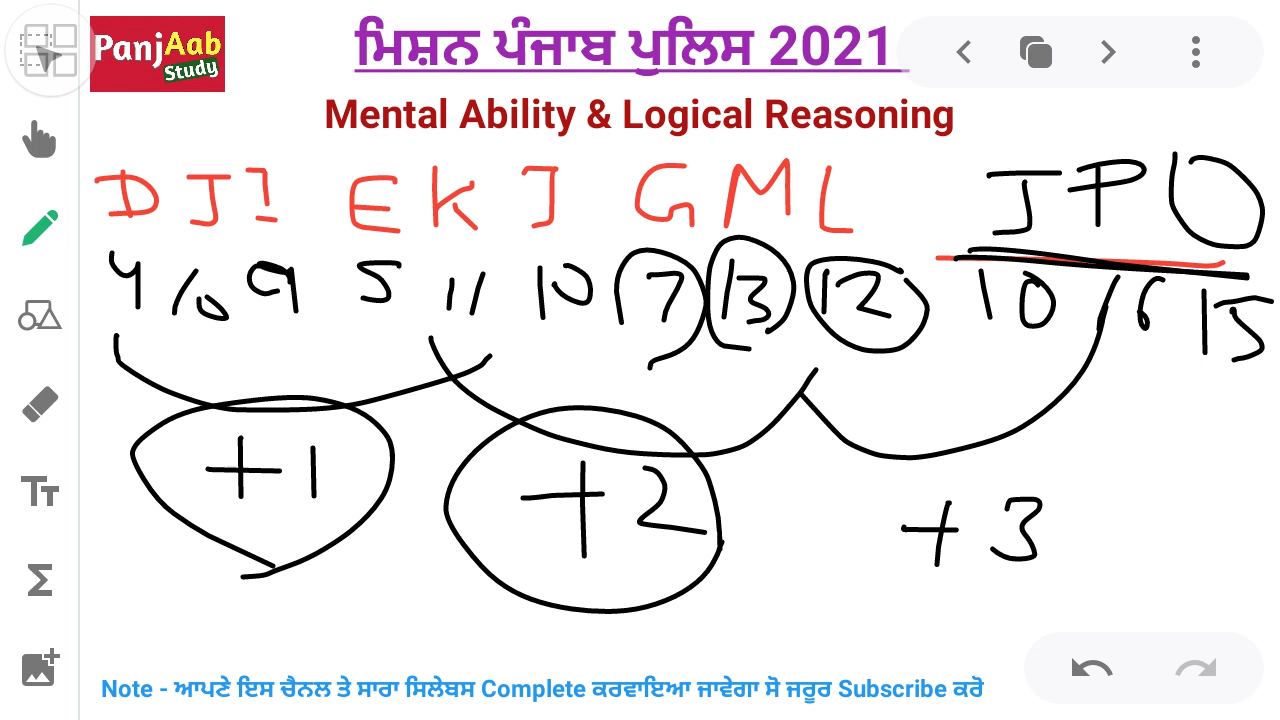 PanjAab Study
ਮਿਸ਼ਨ ਪੰਜਾਬ ਪੁਲਿਸ 2021
Mental Ability & Logical Reasoning
DJI EKJ GML JPO
4 10 9 5 11 10 7 13 12 10 16 15
+1 +2 +3
Note - ਆਪਣੇ ਇਸ ਚੈਨਲ ਤੇ ਸਾਰਾ ਸਿਲੇਬਸ Complete ਕਰਵਾਇਆ ਜਾਵੇਗਾ ਸੋ ਜਰੂਰ Subscribe ਕਰੋ